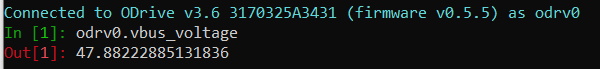 Connected to ODrive v3.6 3170325A3431 (firmware v0.5.5) as odrv0
In [1]: odrv0.vbus_voltage
Out[1]: 47.88222885131836